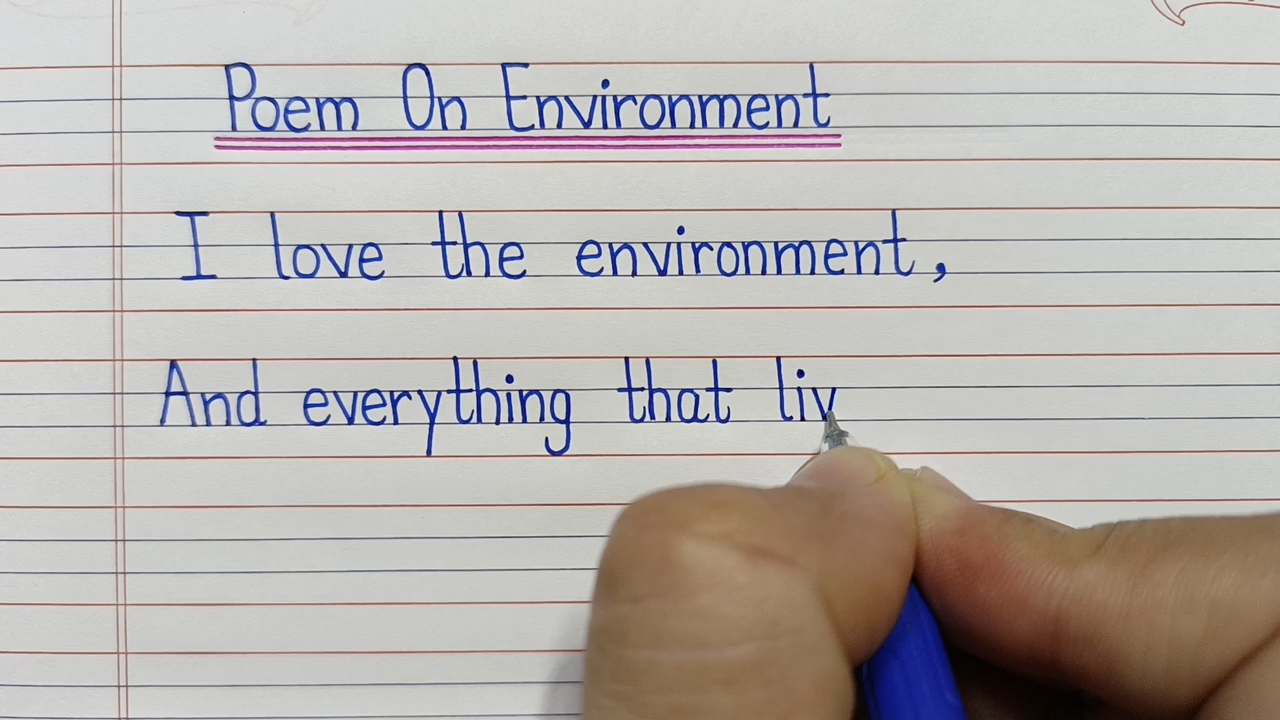 Poem On Environment
I love the environment,
And everything that liv